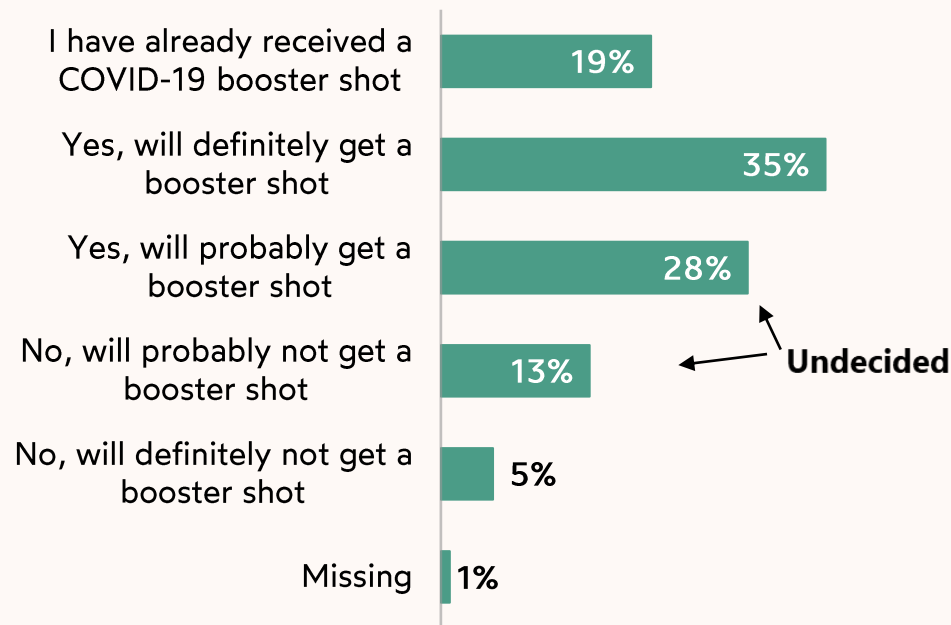 I have already received a
COVID-19 booster shot
19%
Yes, will definitely get a
booster shot
35%
Yes, will probably get a
booster shot
28%
No, will probably not get a
booster shot
13%
Undecided
No, will definitely not get a
booster shot
5%
Missing
1%